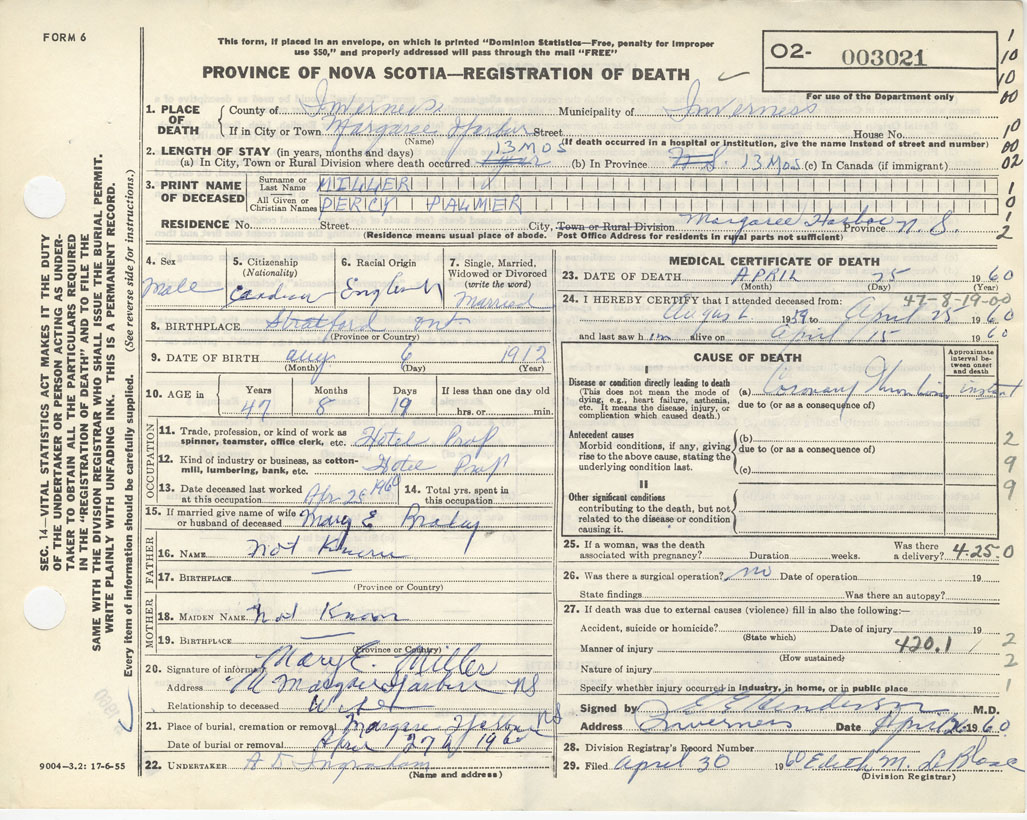 FORM 6
This form, if placed in an envelope, on which is printed "Dominion Statistics—Free, penalty for improper
use $50," and properly addressed will pass through the mail "FREE"
PROVINCE OF NOVA SCOTIA—REGISTRATION OF DEATH
02- 003021
For use of the Department only
1. PLACE OF DEATH
County of Inverness Municipality of Inverness
If in City or Town Margaree Harbor Street House No.
(Name) (If death occurred in a hospital or institution, give name instead of street and number)
2. LENGTH OF STAY (in years, months and days)
(a) In City, Town or Rural Division where death occurred 13 Mos (b) In Province 13 Mos (c) In Canada (if immigrant)
3. PRINT NAME OF DECEASED
Surname or Last Name MILLER
All Given or Christian Names PERCY PALMER
RESIDENCE No. Street City, Town or Rural Division Margaree Harbor Province N. S.
(Residence means usual place of abode. Post Office Address for residents in rural parts not sufficient)
4. Sex Male
5. Citizenship (Nationality)
6. Racial Origin English
7. Single, Married, Widowed or Divorced (write the word) Married
8. BIRTHPLACE Stratford Ont
(Province or Country)
9. DATE OF BIRTH Aug 6 1912
(Month) (Day) (Year)
10. AGE in Years 47 Months 8 Days 19 If less than one day old hrs. or min.
OCCUPATION
11. Trade, profession, or kind of work as spinner, teamster, office clerk, etc. Hotel Prop
12. Kind of industry or business, as cotton-mill, lumbering, bank, etc. Hotel Prop
13. Date deceased last worked at this occupation Apr 1960
14. Total yrs. spent in this occupation
15. If married give name of wife or husband of deceased Mary E
FATHER
16. NAME Not Known
17. BIRTHPLACE —
(Province or Country)
MOTHER
18. MAIDEN NAME Not Known
19. BIRTHPLACE —
(Province or Country)
20. Signature of informant Mary E. Miller
Address Margaree Harbor NS
Relationship to deceased Wife
21. Place of burial, cremation or removal Margaree Harbor NS
Date of burial or removal April 27th 1960
22. UNDERTAKER A D Ingraham
(Name and address)
9004-3.2: 17-6-55
MEDICAL CERTIFICATE OF DEATH
23. DATE OF DEATH APRIL 25 1960
(Month) (Day) (Year)
47-8-19-00
24. I HEREBY CERTIFY that I attended deceased from:
August 1959 to April 25 1960
and last saw him alive on April 15 1960
CAUSE OF DEATH
Approximate interval between onset and death
I
Disease or condition directly leading to death
(This does not mean the mode of dying, e.g., heart failure, asthenia, etc. It means the disease, injury, or complication which caused death.)
(a) Coronary instant
due to (or as a consequence of)
Antecedent causes
Morbid conditions, if any, giving rise to the above cause, stating the underlying condition last.
(b)
due to (or as a consequence of)
(c)
II
Other significant conditions
contributing to the death, but not related to the disease or condition causing it.
25. If a woman, was the death associated with pregnancy? Duration weeks. Was there a delivery? 4-25-0
26. Was there a surgical operation? no Date of operation 19
State findings Was there an autopsy?
27. If death was due to external causes (violence) fill in also the following:—
Accident, suicide or homicide? Date of injury 19
(State which)
Manner of injury 420.1
(How sustained)
Nature of injury
Specify whether injury occurred in industry, in home, or in public place
Signed by Henderson M.D.
Address Inverness Date April 1960
28. Division Registry's Record Number
29. Filed April 30 1960 Edith M. LeBlanc
(Division Registrar)
SEC. 14—VITAL STATISTICS ACT MAKES IT THE DUTY
OF THE UNDERTAKER OR PERSON ACTING AS UNDER-
TAKER TO OBTAIN ALL THE PARTICULARS REQUIRED
IN THE "REGISTRATION OF DEATH" AND TO FILE THE
SAME WITH THE DIVISION REGISTRAR WHO SHALL ISSUE THE BURIAL PERMIT.
WRITE PLAINLY WITH UNFADING INK. THIS IS A PERMANENT RECORD.
Every item of information should be carefully supplied. (See reverse side for instructions.)